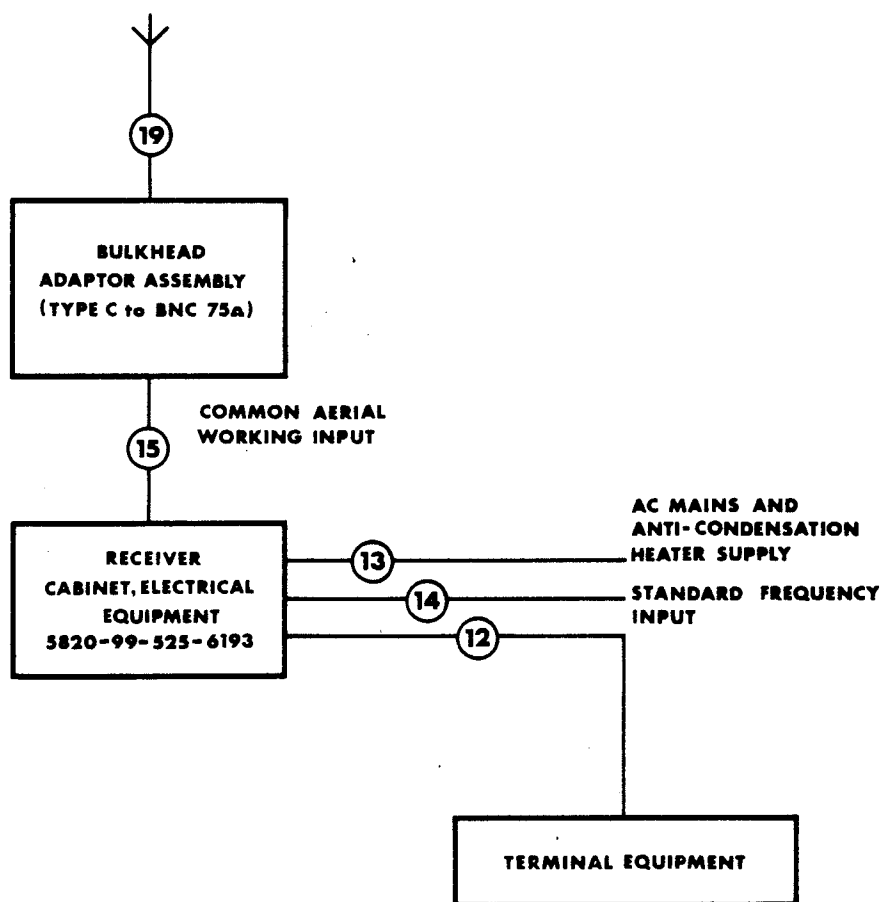 19
BULKHEAD
ADAPTOR ASSEMBLY
(TYPE C to BNC 75Ω)
COMMON AERIAL
WORKING INPUT
15
RECEIVER
CABINET, ELECTRICAL
EQUIPMENT
5820-99-525-6193
13
AC MAINS AND
ANTI-CONDENSATION
HEATER SUPPLY
14
STANDARD FREQUENCY
INPUT
12
TERMINAL EQUIPMENT